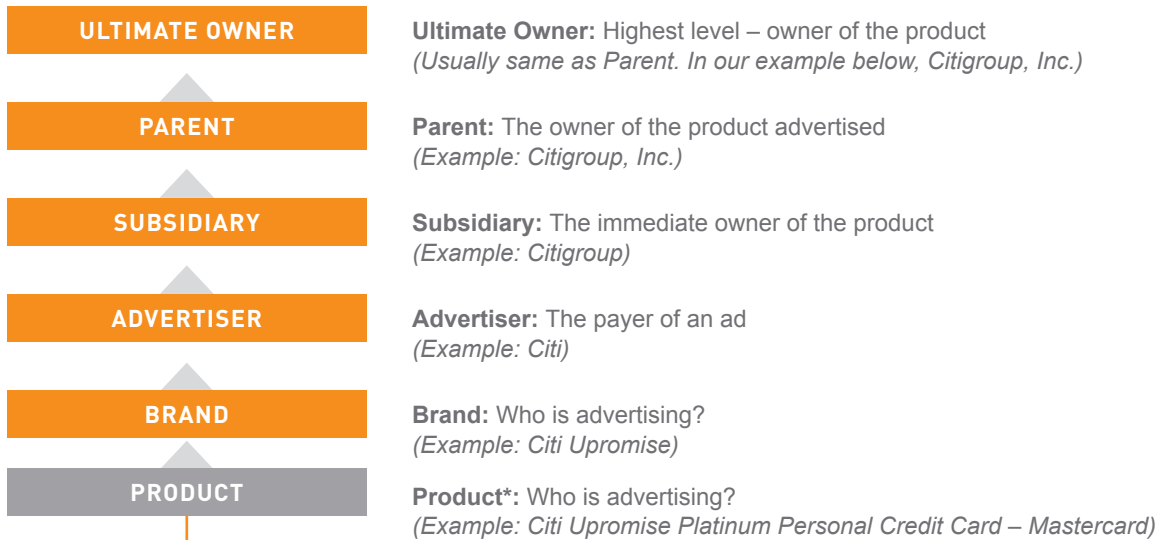 ULTIMATE OWNER
Ultimate Owner: Highest level – owner of the product
(Usually same as Parent. In our example below, Citigroup, Inc.)
PARENT
Parent: The owner of the product advertised
(Example: Citigroup, Inc.)
SUBSIDIARY
Subsidiary: The immediate owner of the product
(Example: Citigroup)
ADVERTISER
Advertiser: The payer of an ad
(Example: Citi)
BRAND
Brand: Who is advertising?
(Example: Citi Upromise)
PRODUCT
Product*: Who is advertising?
(Example: Citi Upromise Platinum Personal Credit Card – Mastercard)